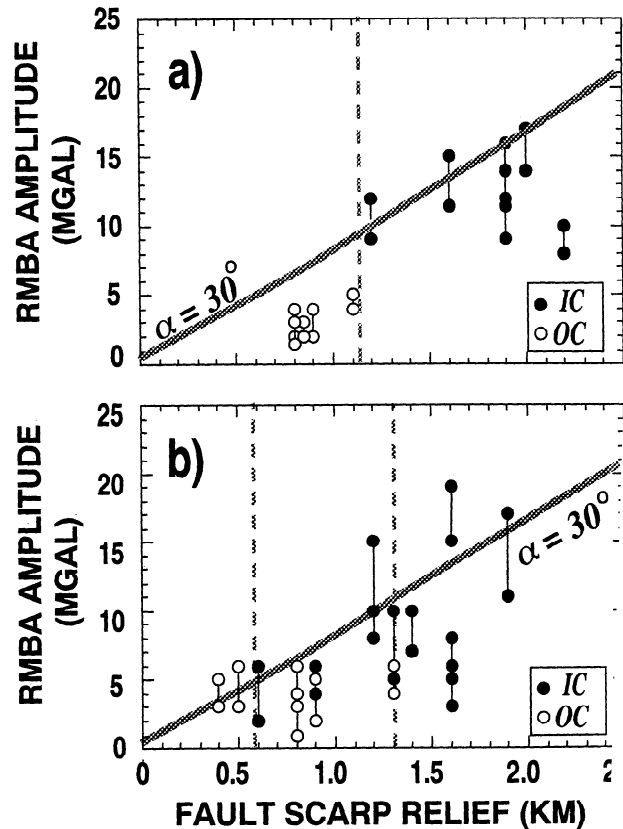 25
20
15
10
5
0
RMBA AMPLITUDE
(MGAL)
a)
α = 30°
IC
OC
25
20
15
10
5
0
RMBA AMPLITUDE
(MGAL)
b)
α = 30°
IC
OC
0 0.5 1.0 1.5 2.0 2
FAULT SCARP RELIEF (KM)